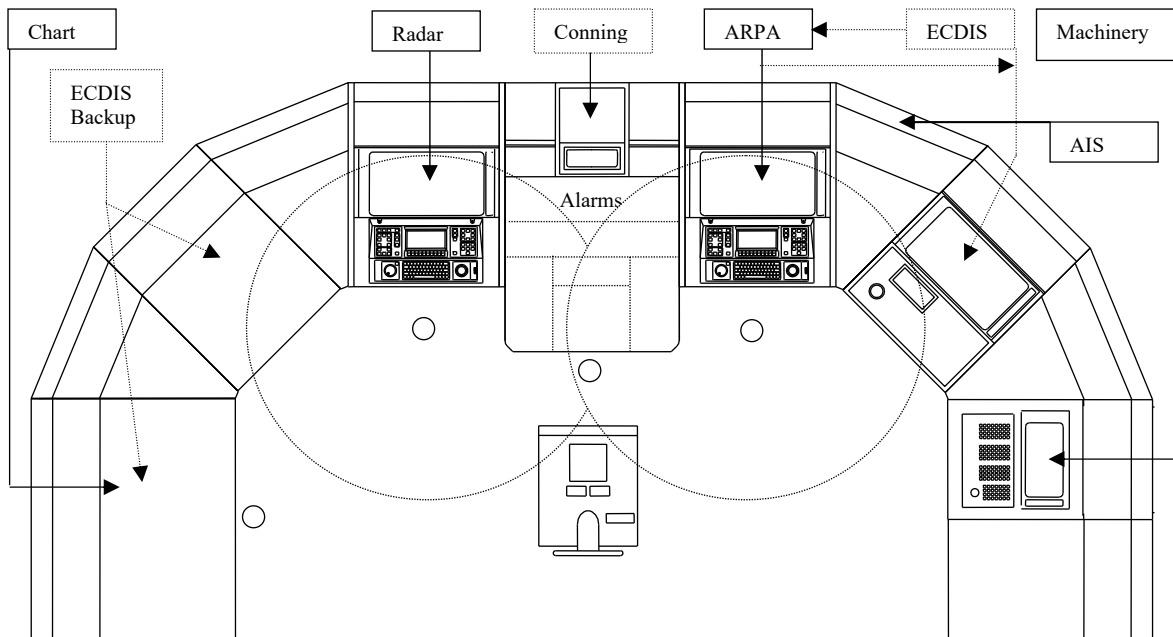 Chart
Radar
Conning
ARPA
ECDIS
Machinery
ECDIS
Backup
AIS
Alarms